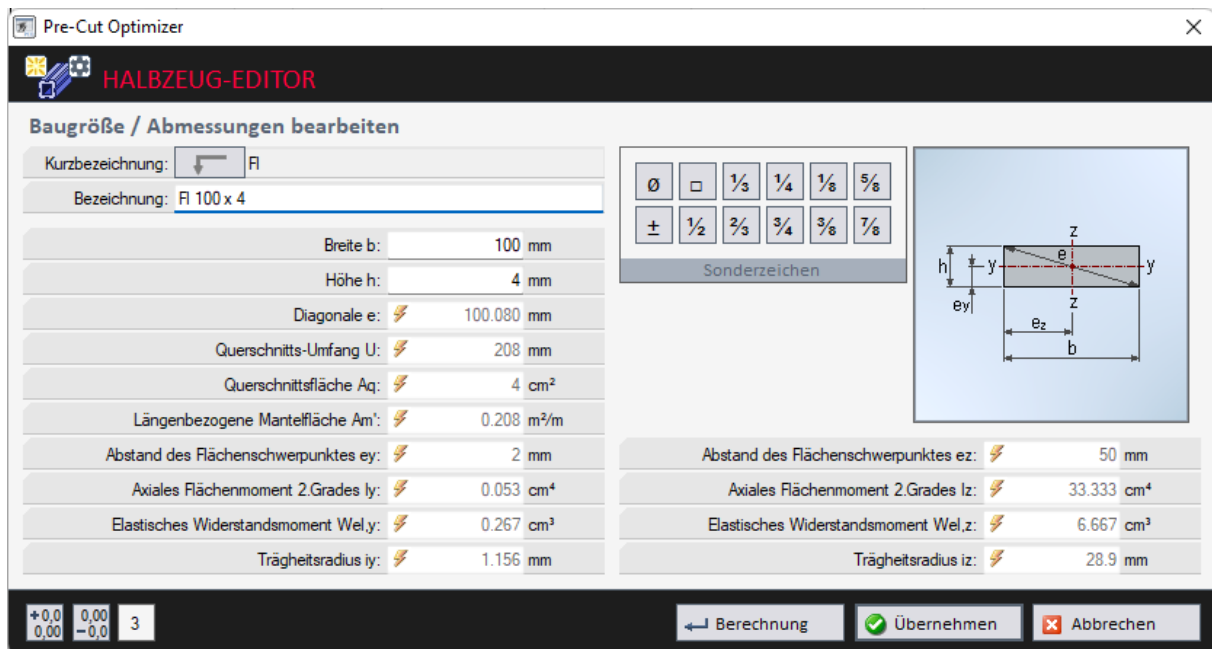 Pre-Cut Optimizer
HALBZEUG-EDITOR
Baugröße / Abmessungen bearbeiten
Kurzbezeichnung: Fl
Bezeichnung: Fl 100 x 4
Breite b: 100 mm
Höhe h: 4 mm
Diagonale e: 100.080 mm
Querschnitts-Umfang U: 208 mm
Querschnittsfläche Aq: 4 cm²
Längenbezogene Mantelfläche Am': 0.208 m²/m
Abstand des Flächenschwerpunktes ey: 2 mm
Axiales Flächenmoment 2.Grades Iy: 0.053 cm⁴
Elastisches Widerstandsmoment Wel,y: 0.267 cm³
Trägheitsradius iy: 1.156 mm
Ø □ ⅓ ¼ ⅛ ⅝
± ½ ⅔ ¾ ⅜ ⅞
Sonderzeichen
z
h y e y
ey z
ez
b
Abstand des Flächenschwerpunktes ez: 50 mm
Axiales Flächenmoment 2.Grades Iz: 33.333 cm⁴
Elastisches Widerstandsmoment Wel,z: 6.667 cm³
Trägheitsradius iz: 28.9 mm
+0,0 0,00 3 Berechnung Übernehmen Abbrechen
0,00 -0,0